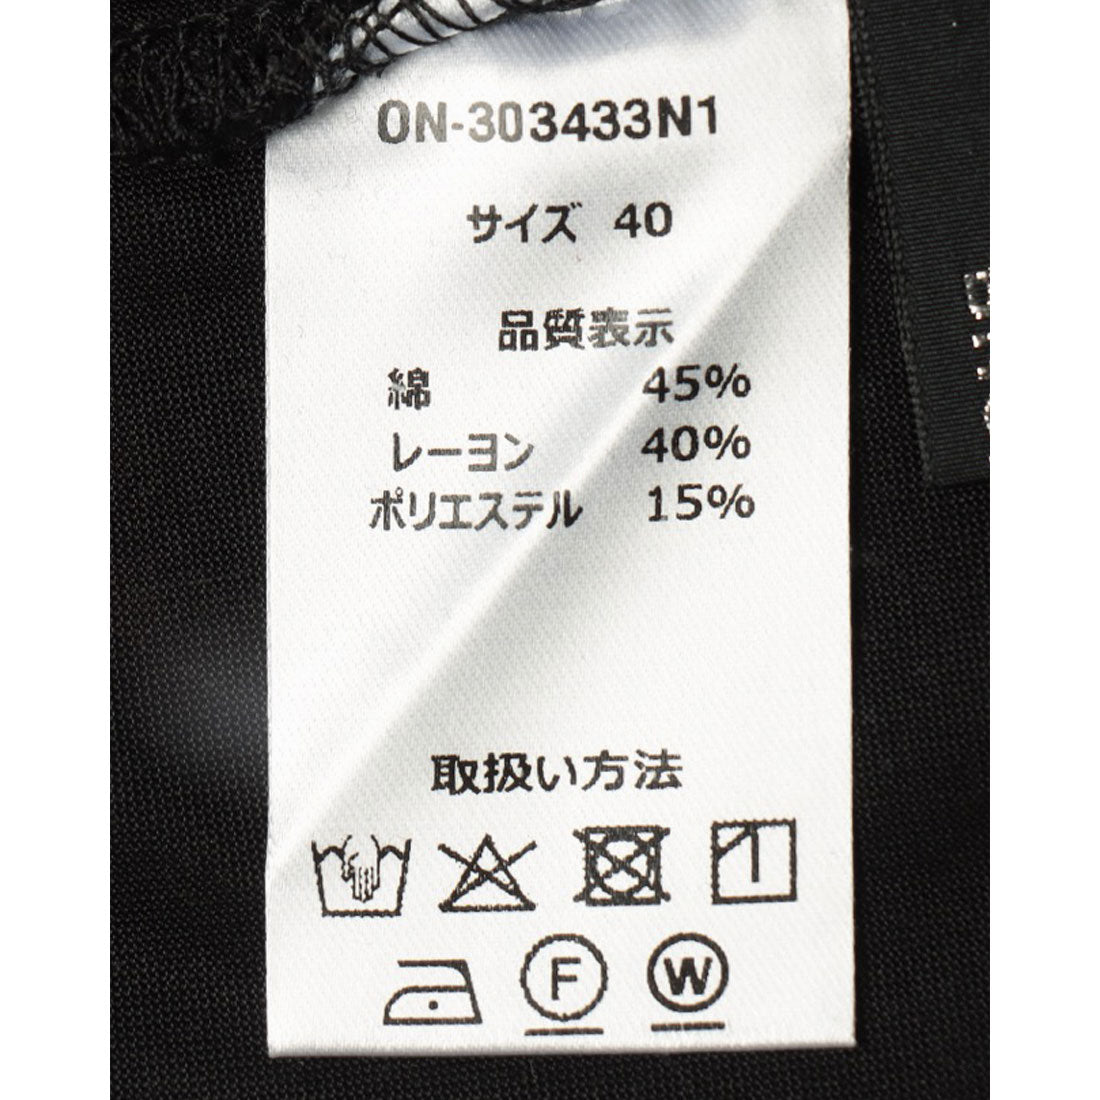 ON-303433N1
サイズ 40
品質表示
綿 45%
レーヨン 40%
ポリエステル 15%
取扱い方法
F W